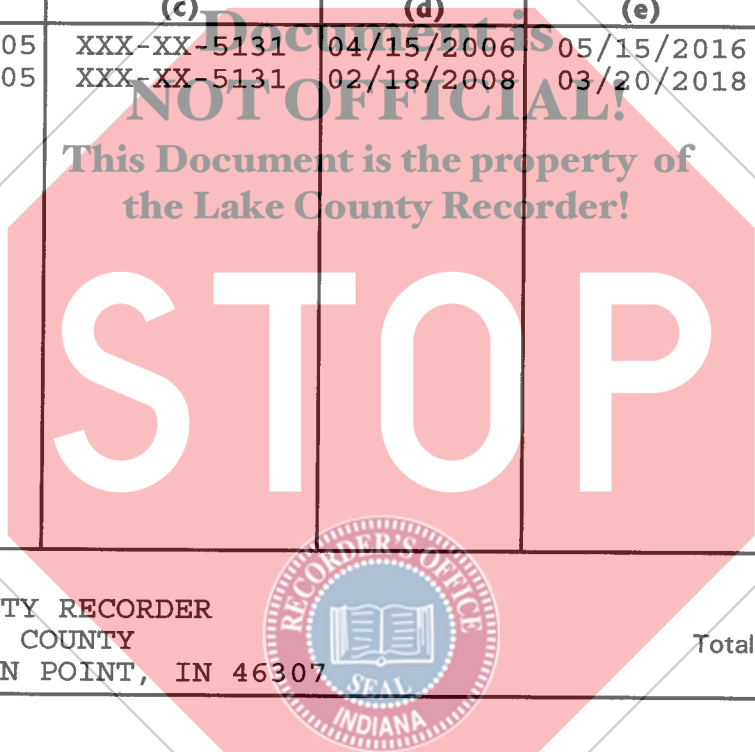 (c) (d) (e)
Document is
05 XXX-XX-5131 04/15/2006 05/15/2016
05 XXX-XX-5131 02/18/2008 03/20/2018
NOT OFFICIAL!
This Document is the property of
the Lake County Recorder!
STOP
RECORDER'S OFFICE
SEAL
INDIANA
TY RECORDER
COUNTY
Total
N POINT, IN 46307